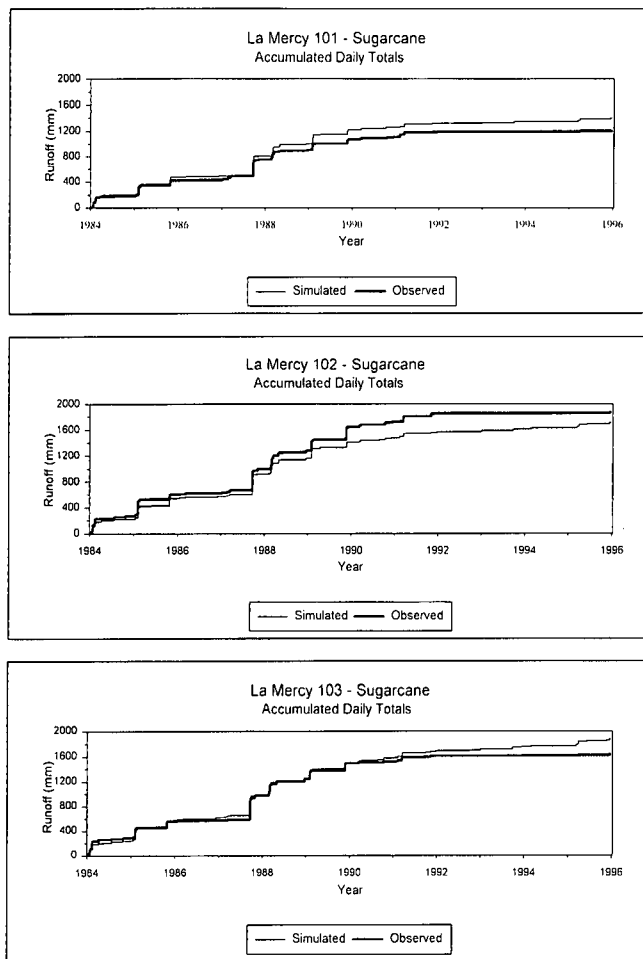 La Mercy 101 - Sugarcane
Accumulated Daily Totals
Runoff (mm)
2000
1600
1200
800
400
0
1984 1986 1988 1990 1992 1994 1996
Year
Simulated Observed
La Mercy 102 - Sugarcane
Accumulated Daily Totals
Runoff (mm)
2000
1600
1200
800
400
0
1984 1986 1988 1990 1992 1994 1996
Year
Simulated Observed
La Mercy 103 - Sugarcane
Accumulated Daily Totals
Runoff (mm)
2000
1600
1200
800
400
0
1984 1986 1988 1990 1992 1994 1996
Year
Simulated Observed